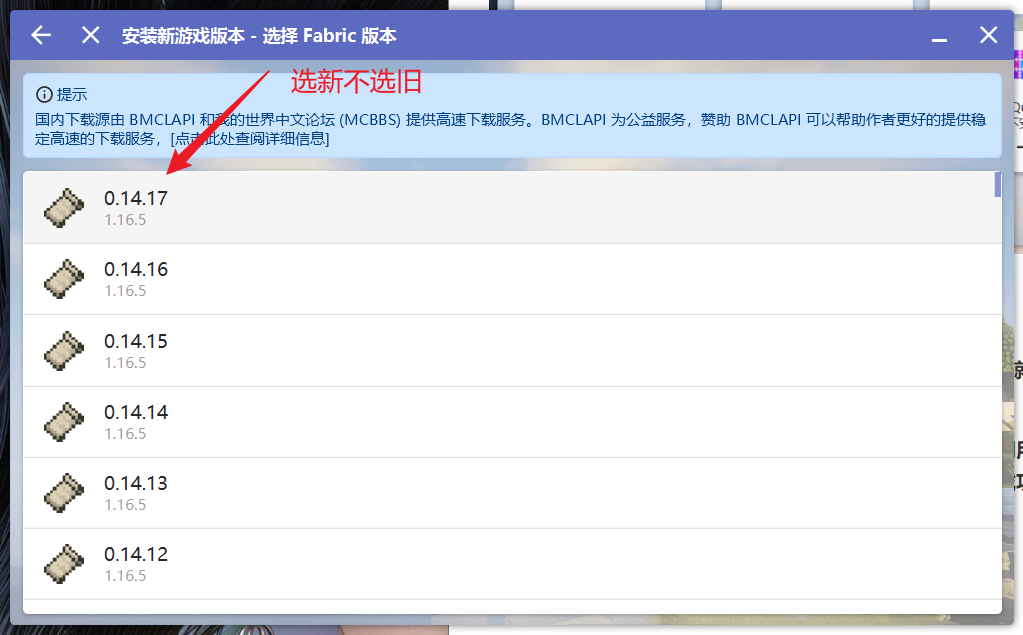 安装新游戏版本 - 选择 Fabric 版本
选新不选旧
提示
国内下载源由 BMCLAPI 和我的世界中文论坛 (MCBBS) 提供高速下载服务。BMCLAPI 为公益服务，赞助 BMCLAPI 可以帮助作者更好的提供稳
定高速的下载服务，[点击此处查阅详细信息]
0.14.17
1.16.5
0.14.16
1.16.5
0.14.15
1.16.5
0.14.14
1.16.5
0.14.13
1.16.5
0.14.12
1.16.5